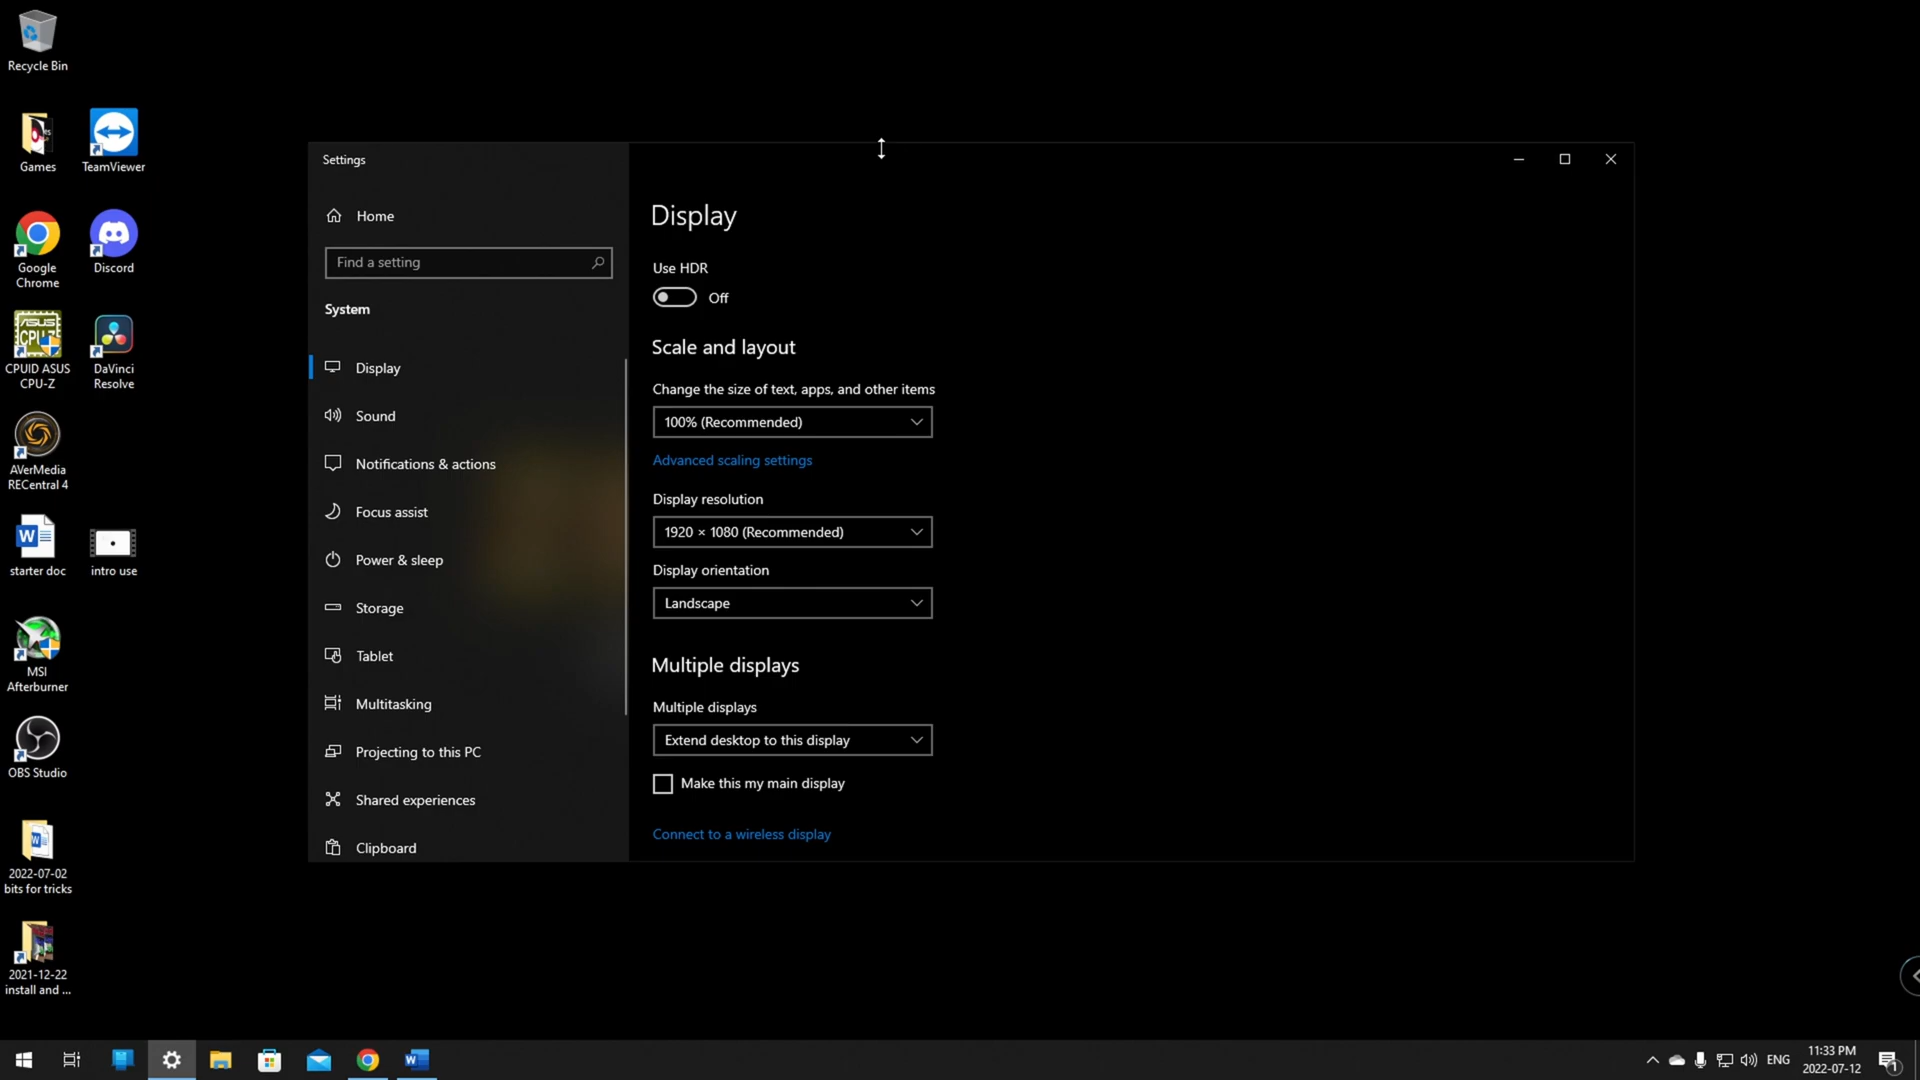 Recycle Bin
Games
TeamViewer
Google
Chrome
Discord
CPUID ASUS
CPU-Z
DaVinci
Resolve
AVerMedia
RECentral 4
starter doc
intro use
MSI
Afterburner
OBS Studio
2022-07-02
bits for tricks
2021-12-22
install and ...
Settings
Home
Find a setting
System
Display
Sound
Notifications & actions
Focus assist
Power & sleep
Storage
Tablet
Multitasking
Projecting to this PC
Shared experiences
Clipboard
Display
Use HDR
Off
Scale and layout
Change the size of text, apps, and other items
100% (Recommended)
Advanced scaling settings
Display resolution
1920 × 1080 (Recommended)
Display orientation
Landscape
Multiple displays
Multiple displays
Extend desktop to this display
Make this my main display
Connect to a wireless display
ENG
11:33 PM
2022-07-12
1